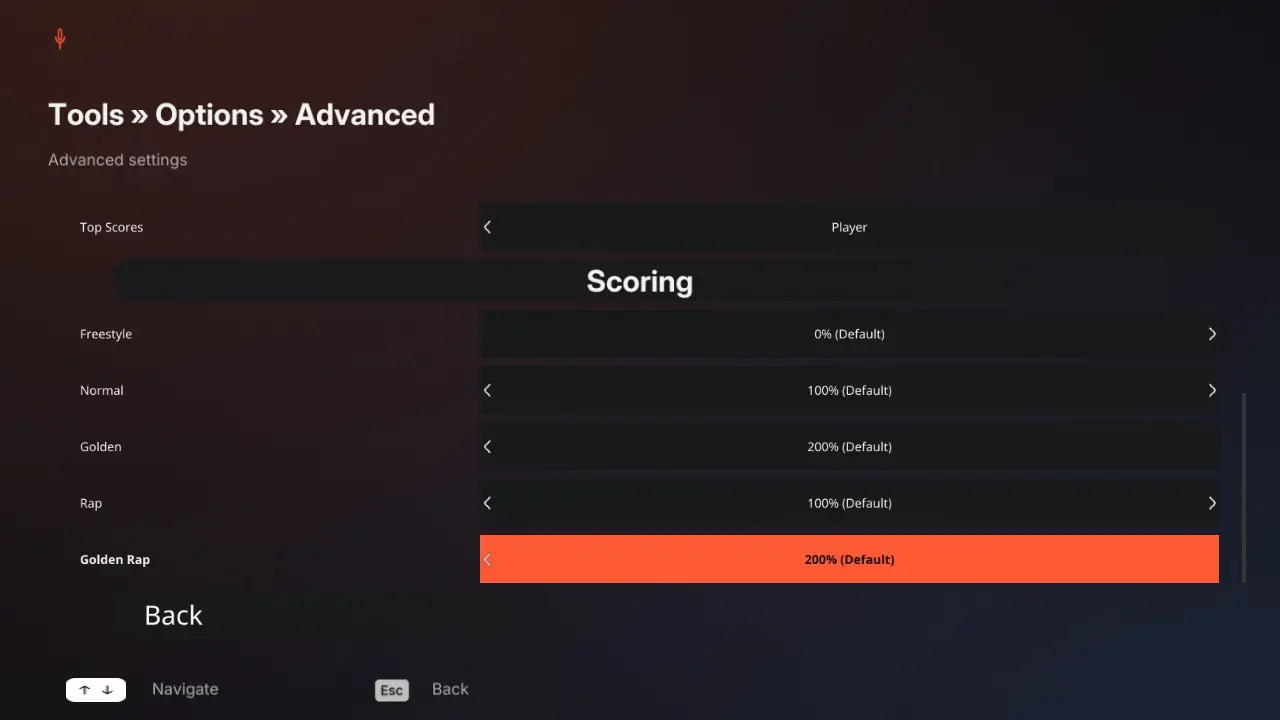 Tools » Options » Advanced
Advanced settings
Top Scores Player
Scoring
Freestyle 0% (Default)
Normal 100% (Default)
Golden 200% (Default)
Rap 100% (Default)
Golden Rap 200% (Default)
Back
↑ ↓ Navigate Esc Back